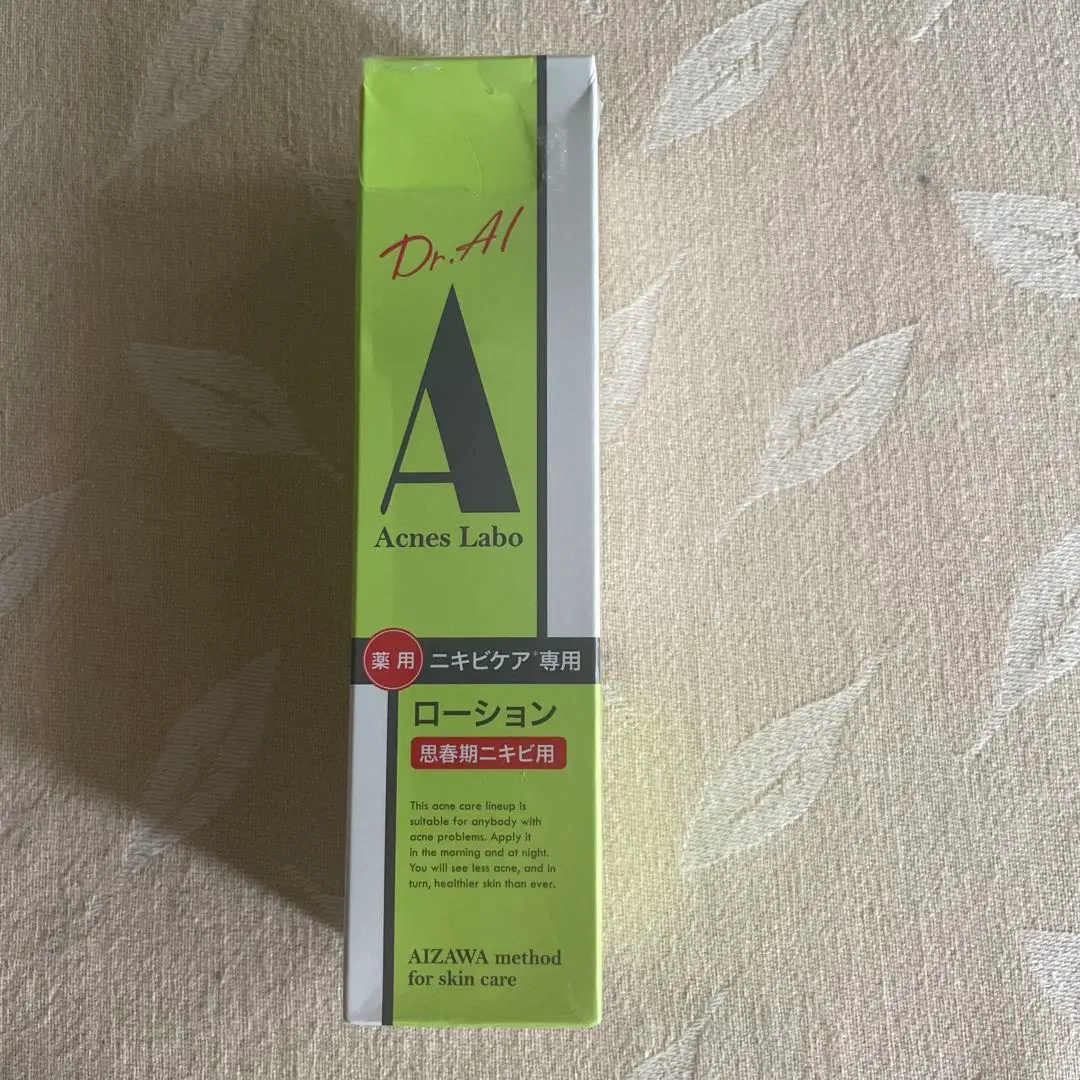 Dr.AI
A
Acnes Labo
薬用 ニキビケア*専用
ローション
思春期ニキビ用
This acne care lineup is
suitable for anybody with
acne problems. Apply it
in the morning and at night.
You will see less acne, and in
turn, healthier skin than ever.
AIZAWA method
for skin care